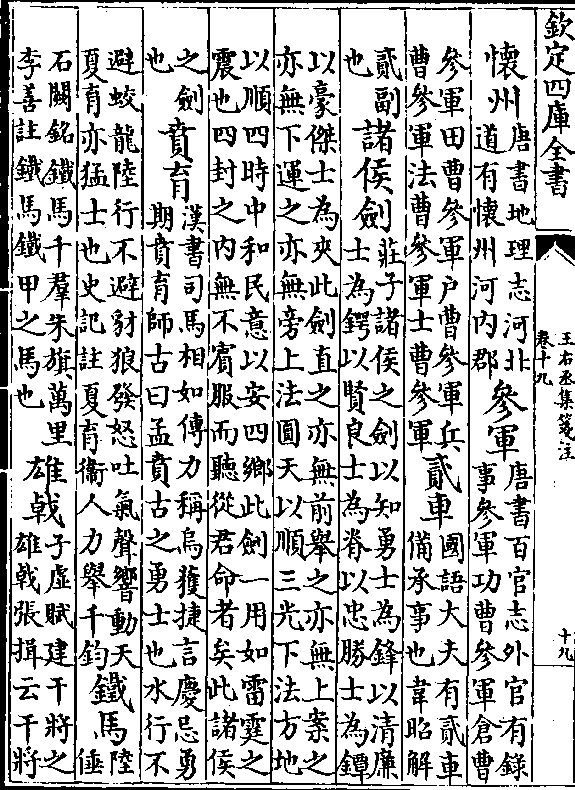 欽定四庫全書
王右丞集箋注
卷十九
十九
懷州
唐書地理志河北
道有懷州河內郡
參軍
唐書百官志外官有錄
事參軍功曹參軍倉曹
參軍田曹參軍户曹參軍兵
曹參軍法曹參軍士曹參軍
貳車
國語大夫有貳車
備承事也韋昭解
貳副
也
諸侯劍
莊子諸侯之劍以知勇士為鋒以清廉
士為鍔以賢良士為脊以忠勝士為鐔
以豪傑士為夾此劍直之亦無前舉之亦無上案之
亦無下運之亦無旁上法圓天以順三光下法方地
以順四時中和民意以安四鄉此劍一用如雷霆之
震也四封之內無不賓服而聽從君命者矣此諸侯
之劍
也
賁育
漢書司馬相如傳力稱烏獲捷言慶忌勇
期賁育師古曰孟賁古之勇士也水行不
避蛟龍陸行不避豺狼發怒吐氣聲響動天
夏育亦猛士也史記註夏育衞人力舉千鈞
鐵馬
陸
倕
石闕銘鐵馬千羣朱旗萬里
李善註鐵馬鐵甲之馬也
雄戟
子虛賦建干將之
雄戟張揖云干將